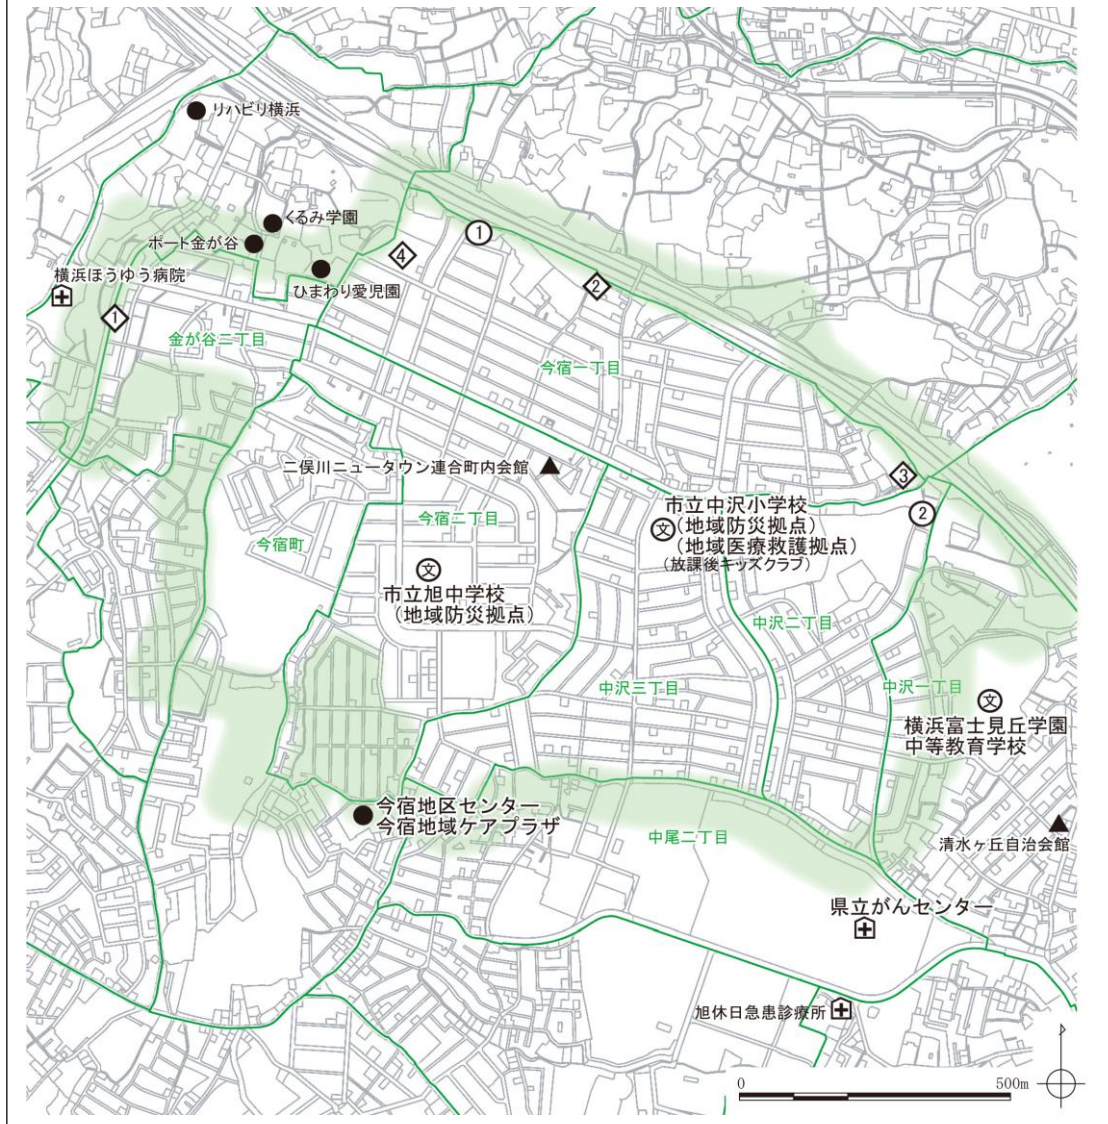 リハビリ横浜
くるみ学園
ポート金が谷
ひまわり愛児園
横浜ほうゆう病院
①
4
2
1
金が谷二丁目
今宿一丁目
二俣川ニュータウン連合町内会館
3
②
市立中沢小学校
(地域防災拠点)
(地域医療救護拠点)
(放課後キッズクラブ)
文
今宿二丁目
今宿町
文
市立旭中学校
(地域防災拠点)
中沢二丁目
中沢三丁目
中沢一丁目
文
横浜富士見丘学園
中等教育学校
今宿地区センター
今宿地域ケアプラザ
中尾二丁目
清水ヶ丘自治会館
県立がんセンター
旭休日急患診療所
0 500m